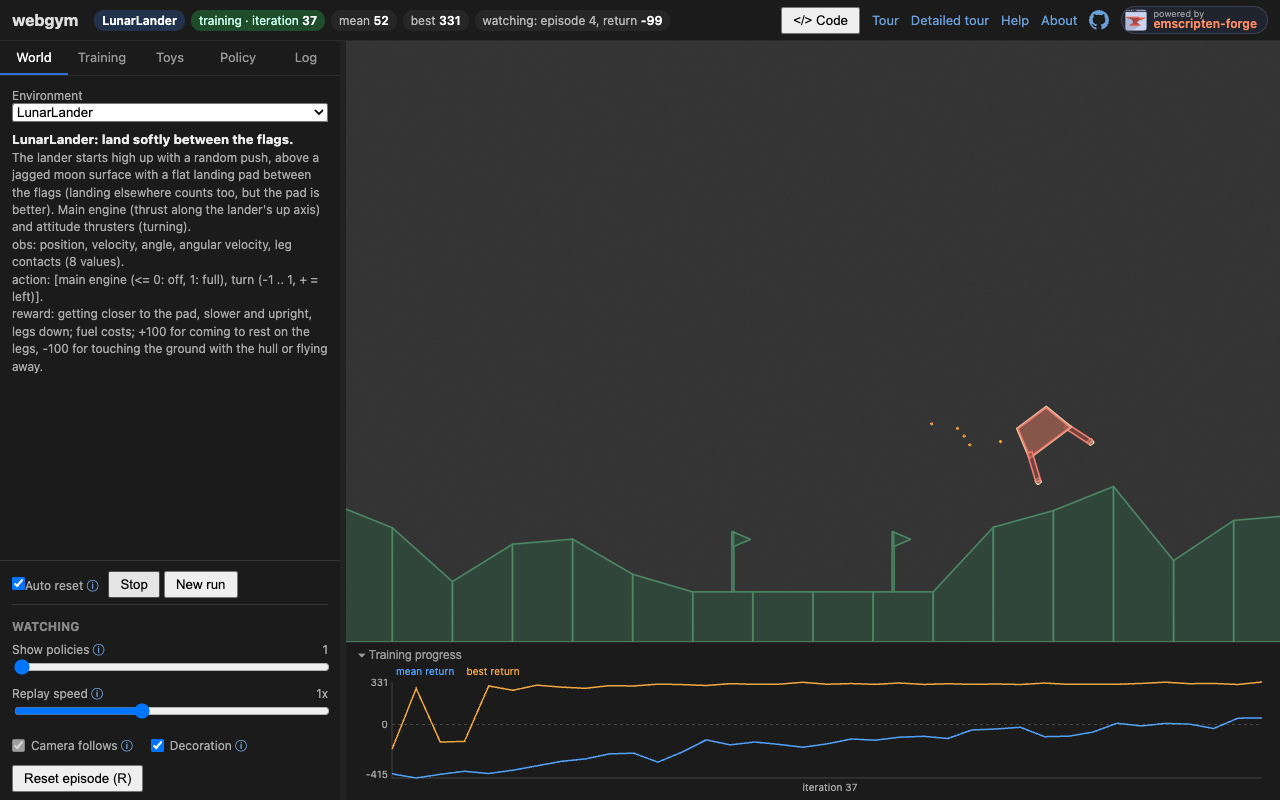 webgym
LunarLander
training · iteration 37
mean 52
best 331
watching: episode 4, return -99
</> Code
Tour
Detailed tour
Help
About
powered by
emscripten-forge
World
Training
Toys
Policy
Log
Environment
LunarLander
LunarLander: land softly between the flags.
The lander starts high up with a random push, above a
jagged moon surface with a flat landing pad between
the flags (landing elsewhere counts too, but the pad is
better). Main engine (thrust along the lander's up axis)
and attitude thrusters (turning).
obs: position, velocity, angle, angular velocity, leg
contacts (8 values).
action: [main engine (<= 0: off, 1: full), turn (-1 .. 1, + =
left)].
reward: getting closer to the pad, slower and upright,
legs down; fuel costs; +100 for coming to rest on the
legs, -100 for touching the ground with the hull or flying
away.
Auto reset
Stop
New run
WATCHING
Show policies
1
Replay speed
1x
Camera follows
Decoration
Reset episode (R)
Training progress
mean return
best return
331
0
-415
iteration 37